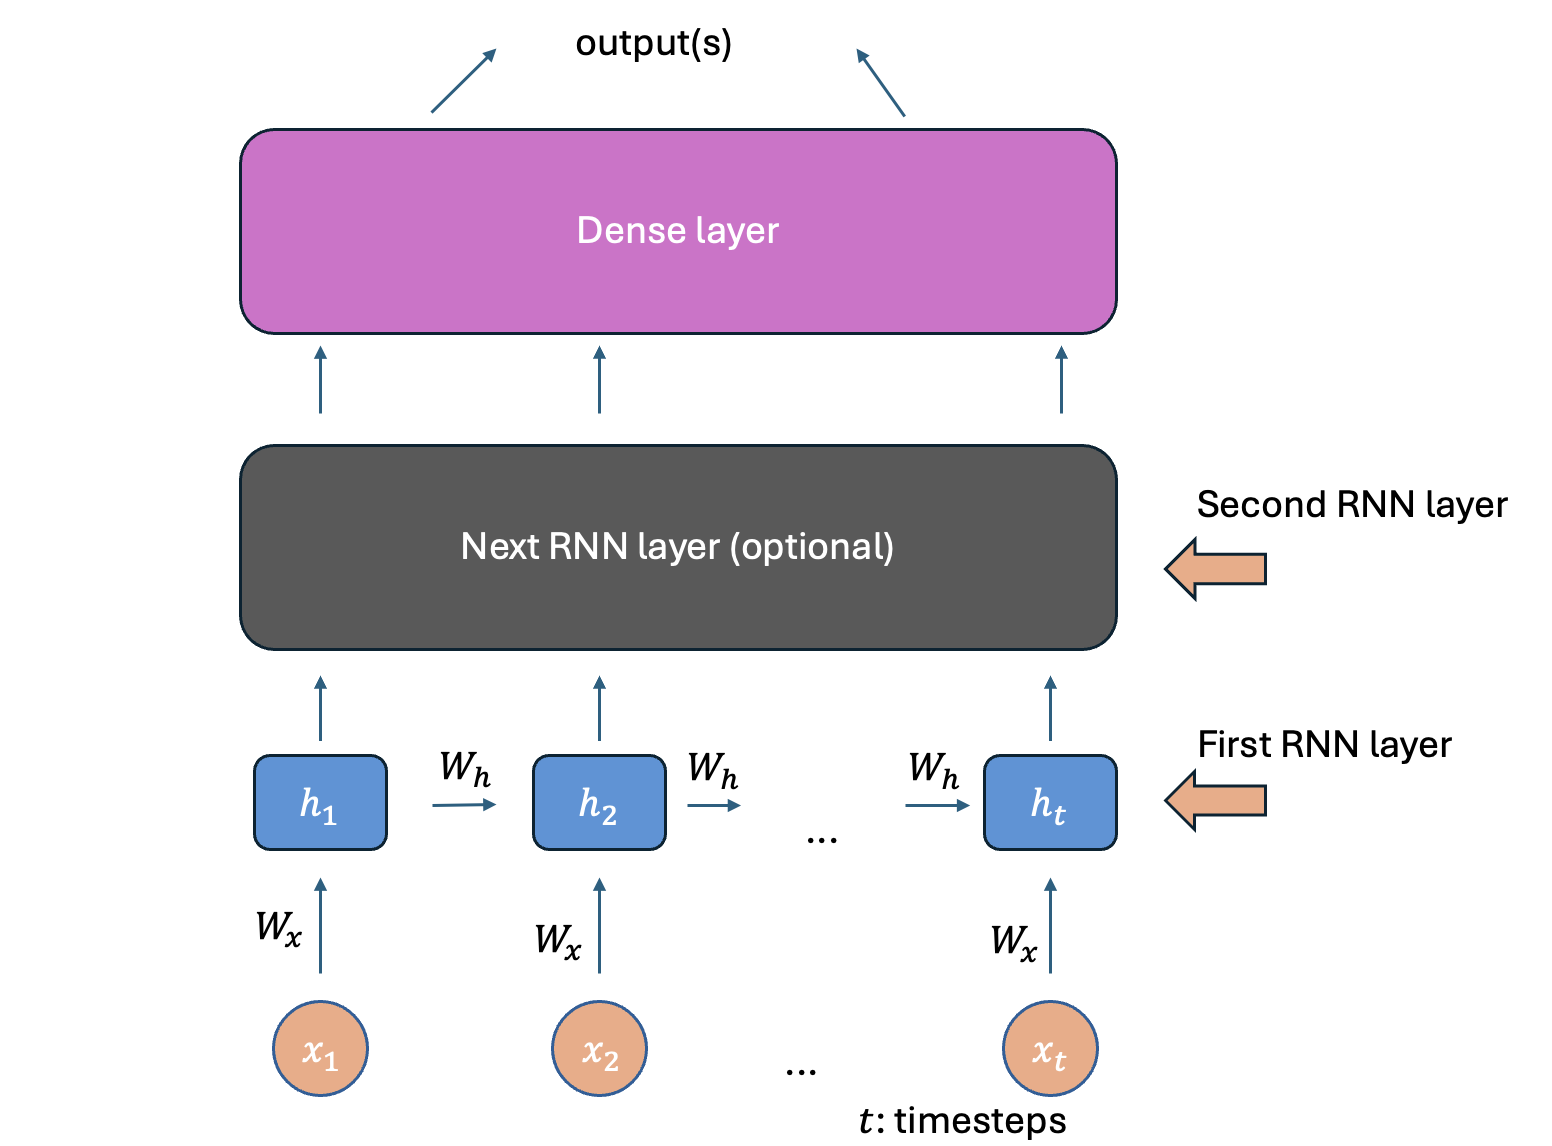 output(s)
Dense layer
Second RNN layer
Next RNN layer (optional)
First RNN layer
W_h
W_h
W_h
h_1
h_2
h_t
...
W_x
W_x
W_x
x_1
x_2
x_t
...
t: timesteps